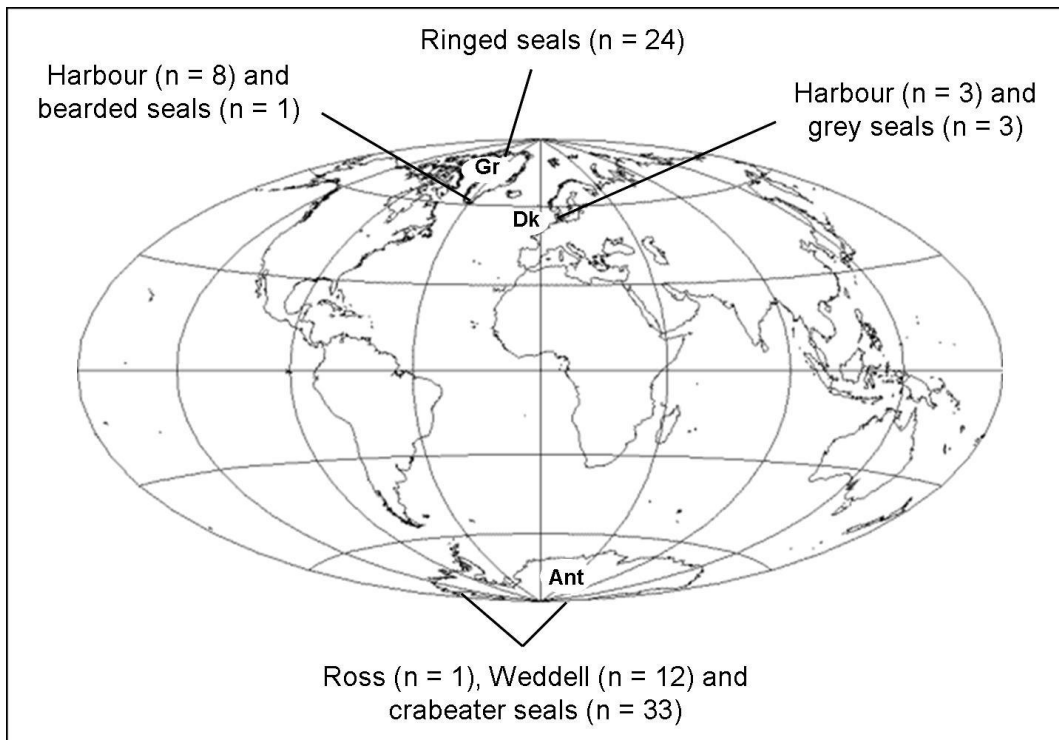 Ringed seals (n = 24)
Harbour (n = 8) and
bearded seals (n = 1)
Harbour (n = 3) and
grey seals (n = 3)
Gr
Dk
Ant
Ross (n = 1), Weddell (n = 12) and
crabeater seals (n = 33)